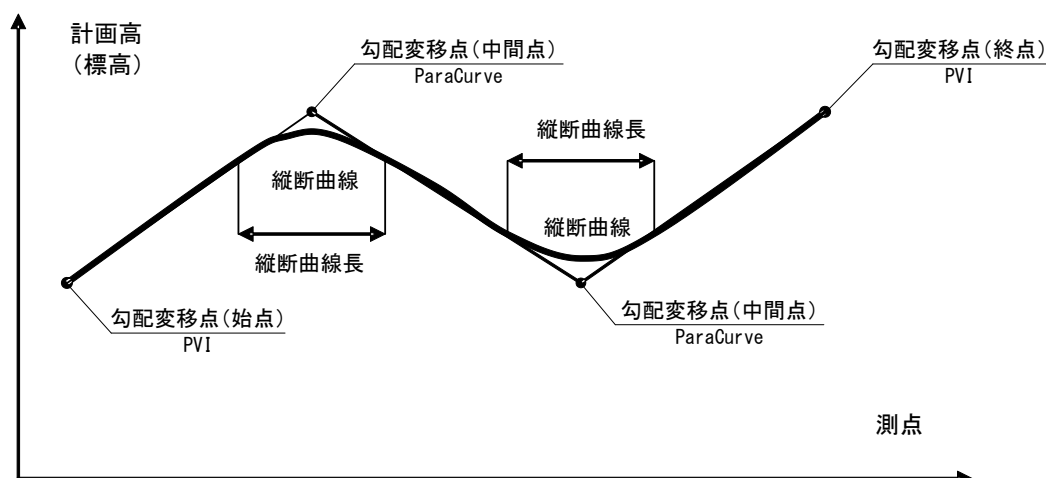 計画高
（標高）
勾配変移点（中間点）
ParaCurve
勾配変移点（終点）
PVI
縦断曲線長
縦断曲線
縦断曲線
縦断曲線長
勾配変移点（始点）
PVI
勾配変移点（中間点）
ParaCurve
測点